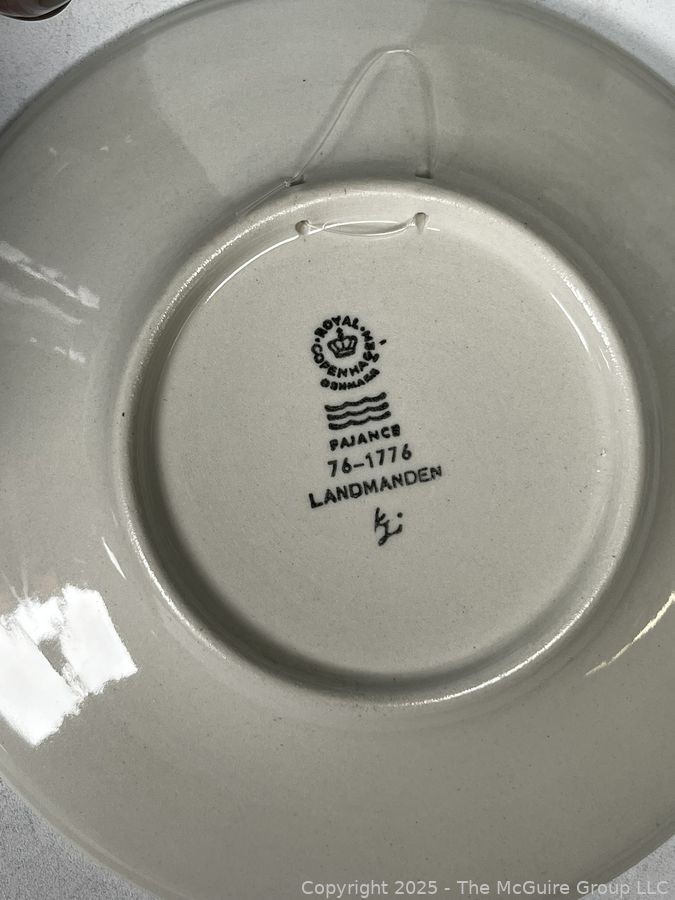 ROYAL COPENHAGEN
DENMARK
FAJANCE
76-1776
LANDMANDEN
Copyright 2025 - The McGuire Group LLC